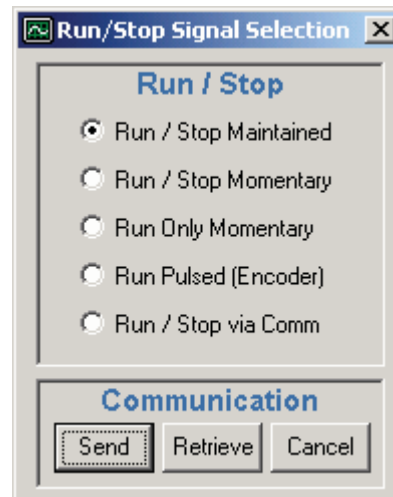 Run/Stop Signal Selection
Run / Stop
Run / Stop Maintained
Run / Stop Momentary
Run Only Momentary
Run Pulsed (Encoder)
Run / Stop via Comm
Communication
Send Retrieve Cancel